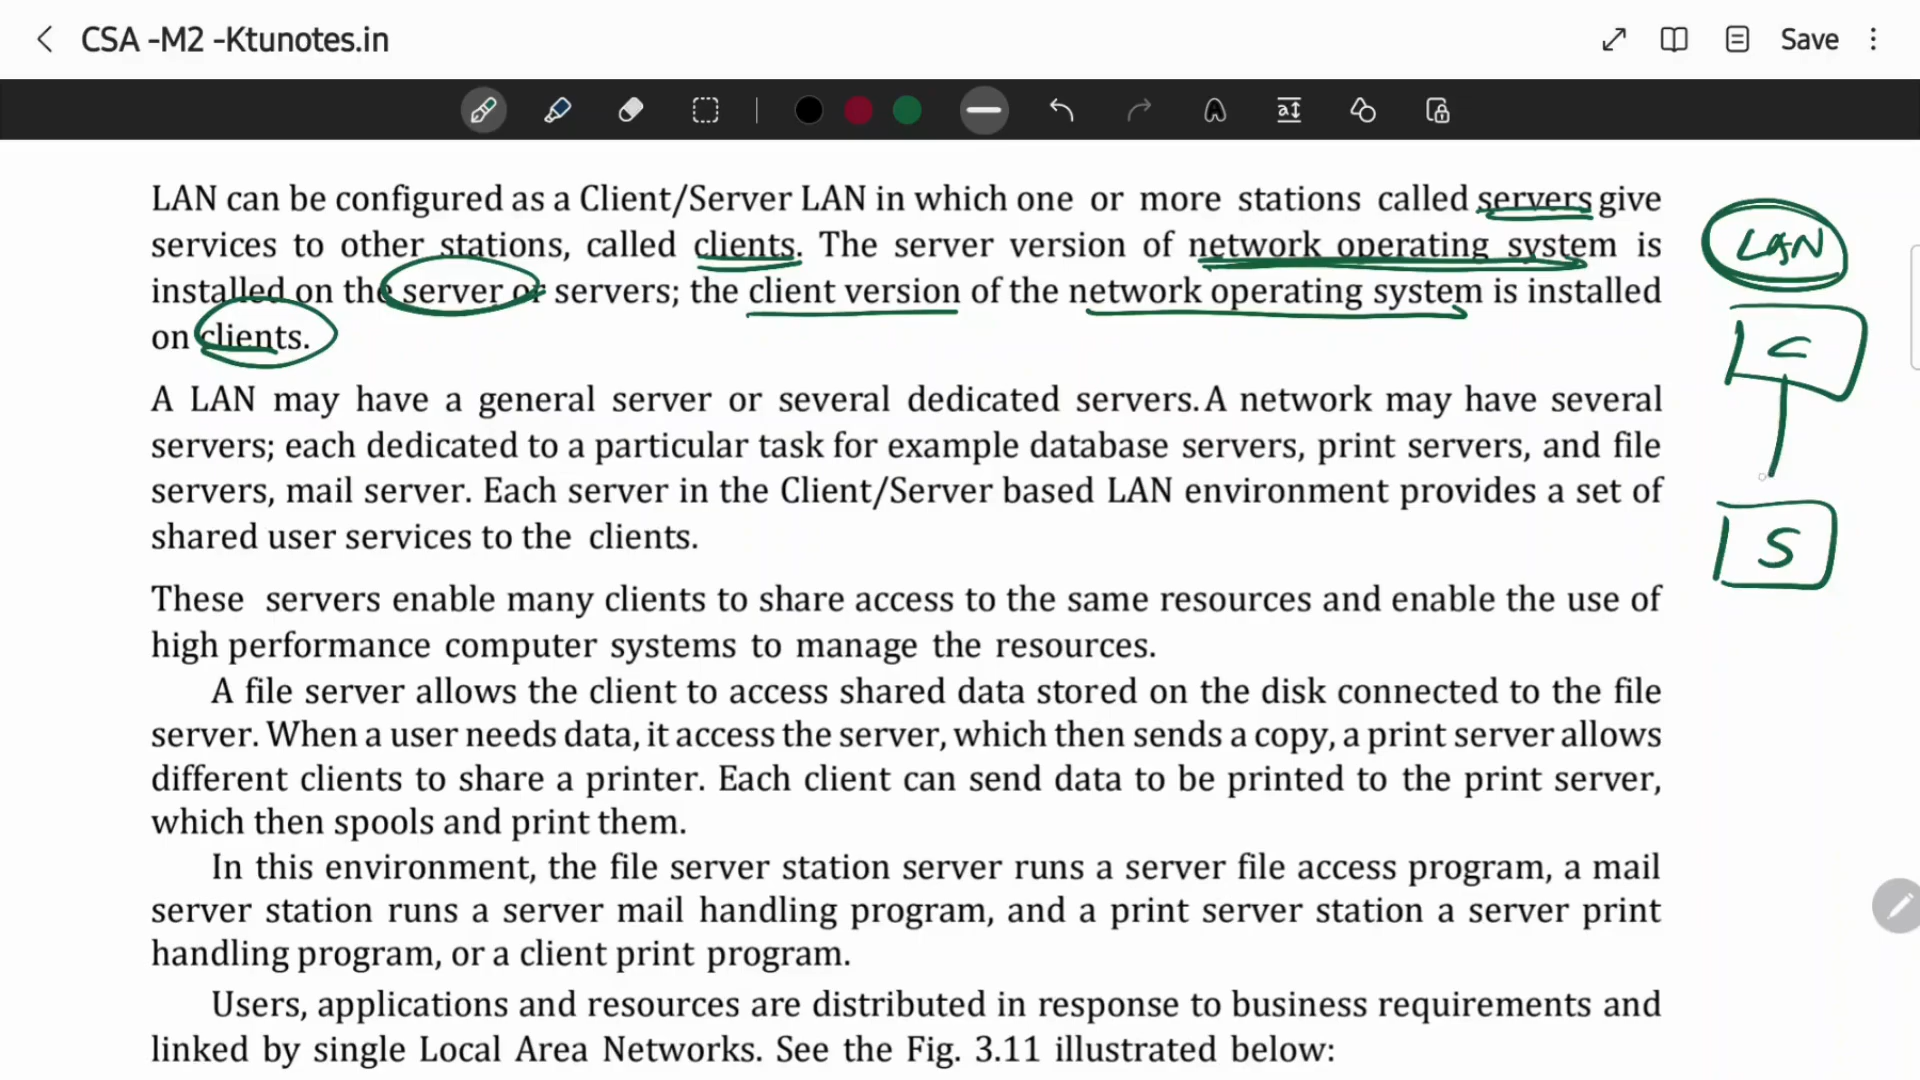 CSA -M2 -Ktunotes.in
Save
LAN can be configured as a Client/Server LAN in which one or more stations called servers give
services to other stations, called clients. The server version of network operating system is
installed on the server or servers; the client version of the network operating system is installed
on clients.
A LAN may have a general server or several dedicated servers. A network may have several
servers; each dedicated to a particular task for example database servers, print servers, and file
servers, mail server. Each server in the Client/Server based LAN environment provides a set of
shared user services to the clients.
These servers enable many clients to share access to the same resources and enable the use of
high performance computer systems to manage the resources.
A file server allows the client to access shared data stored on the disk connected to the file
server. When a user needs data, it access the server, which then sends a copy, a print server allows
different clients to share a printer. Each client can send data to be printed to the print server,
which then spools and print them.
In this environment, the file server station server runs a server file access program, a mail
server station runs a server mail handling program, and a print server station a server print
handling program, or a client print program.
Users, applications and resources are distributed in response to business requirements and
linked by single Local Area Networks. See the Fig. 3.11 illustrated below:
LAN
C
S